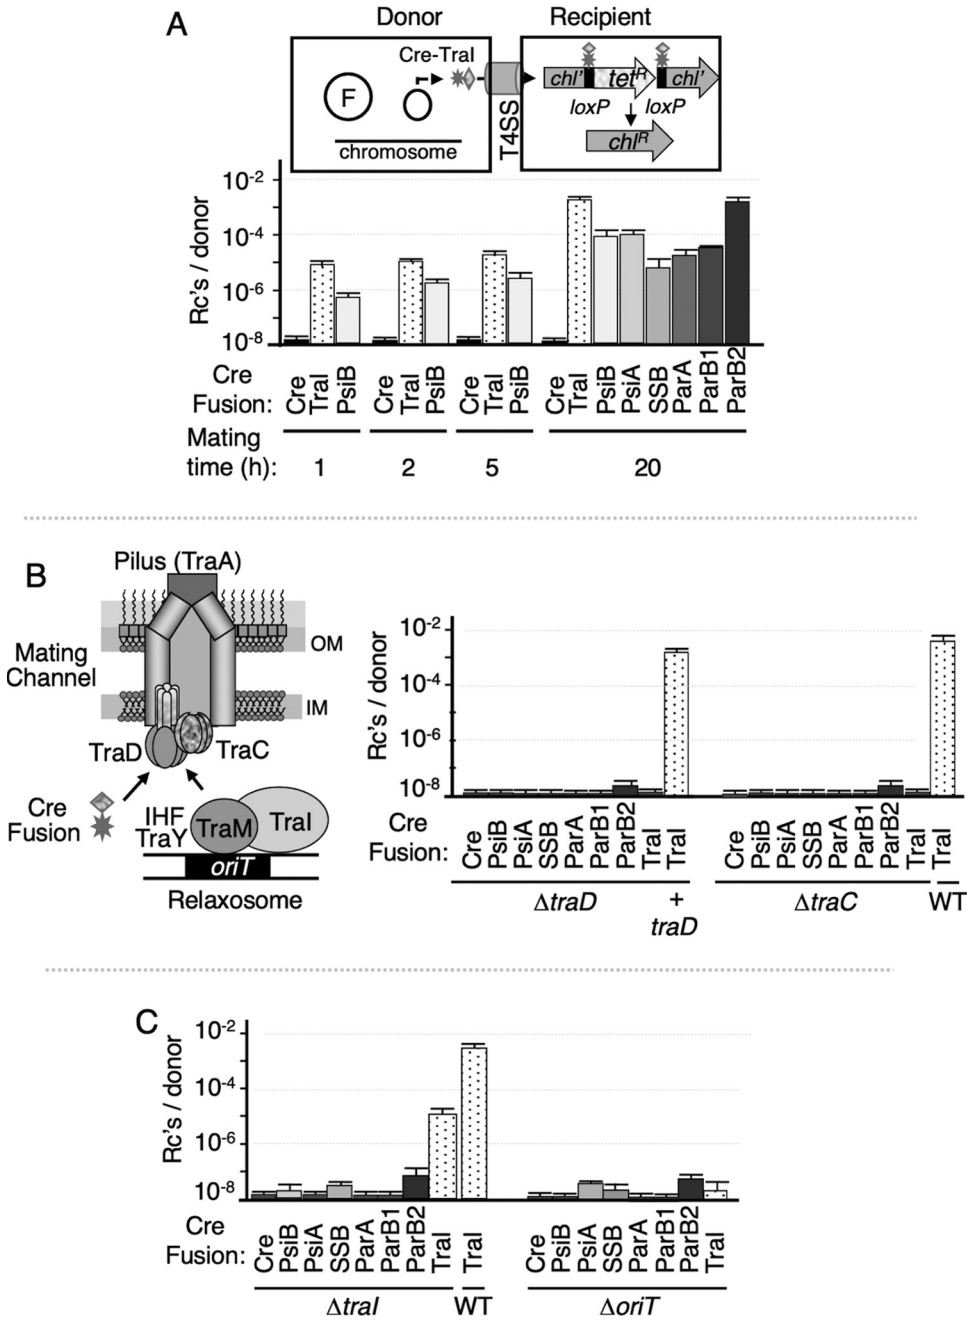 A
Donor
Recipient
Cre-TraI
F
chromosome
T4SS
chl’
tetR
chl’
loxP
loxP
chlR
Rc's / donor
10-2
10-4
10-6
10-8
Cre
Fusion:
Cre
TraI
PsiB
Cre
TraI
PsiB
Cre
TraI
PsiB
Cre
TraI
PsiB
PsiA
SSB
ParA
ParB1
ParB2
Mating
time (h):
1
2
5
20
B
Pilus (TraA)
Mating
Channel
OM
IM
TraD
TraC
Cre
Fusion
IHF
TraY
TraM
TraI
oriT
Relaxosome
Rc's / donor
10-2
10-4
10-6
10-8
Cre
Fusion:
Cre
PsiB
PsiA
SSB
ParA
ParB1
ParB2
TraI
TraI
Cre
PsiB
PsiA
SSB
ParA
ParB1
ParB2
TraI
TraI
ΔtraD
+
traD
ΔtraC
WT
C
Rc's / donor
10-2
10-4
10-6
10-8
Cre
Fusion:
Cre
PsiB
PsiA
SSB
ParA
ParB1
ParB2
TraI
TraI
Cre
PsiB
PsiA
SSB
ParA
ParB1
ParB2
TraI
ΔtraI
WT
ΔoriT